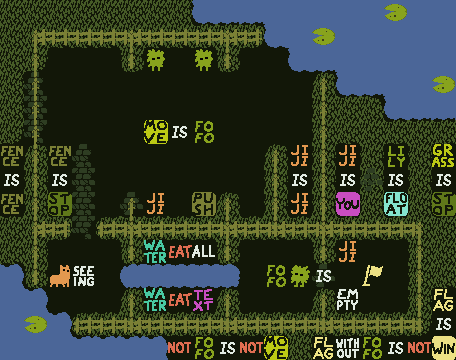 MOVE IS FOFO
FENCE FENCE JIJI JIJI LILY GRASS
IS IS IS IS IS IS
FENCE STOP JIJI PUSH JIJI YOU FLOAT STOP
WATER EAT ALL JIJI
SEEING FOFO IS
WATER EAT TEXT EMPTY FLAG
IS
NOT FOFO IS NOT MOVE FLAG WITHOUT FOFO IS NOT WIN